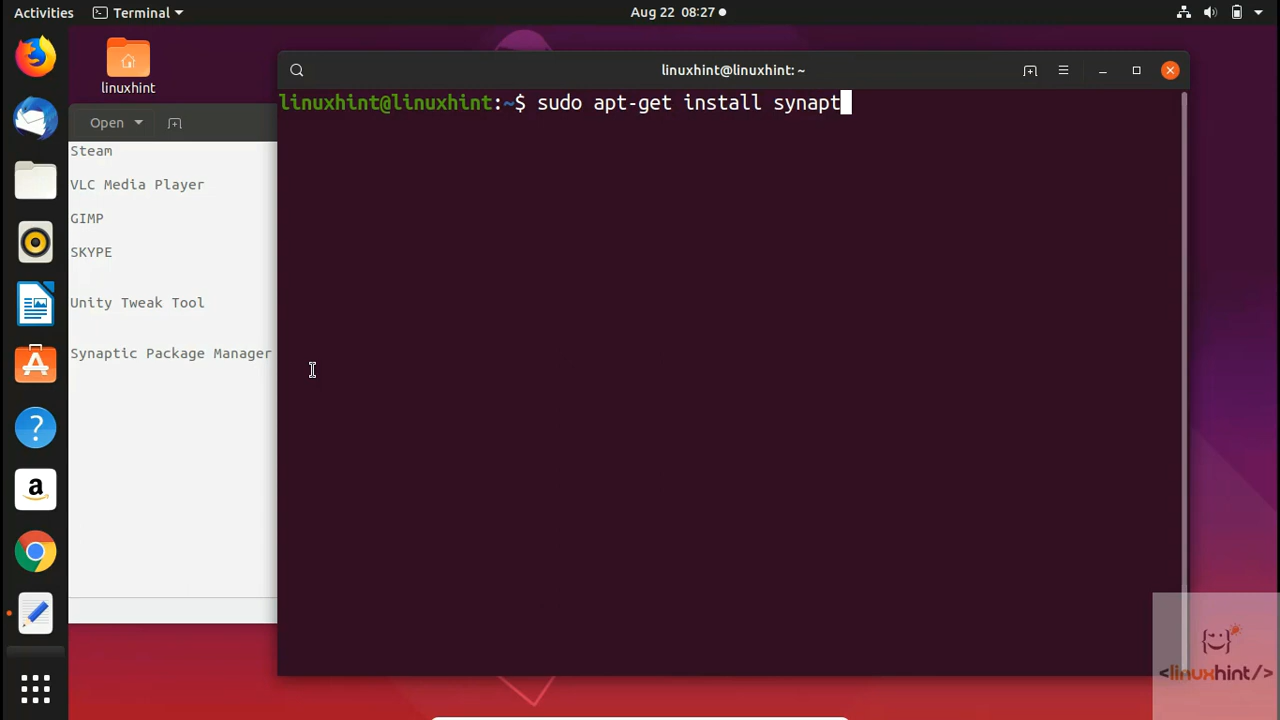 Activities
Terminal
Aug 22 08:27
linuxhint
linuxhint@linuxhint: ~
linuxhint@linuxhint:~$ sudo apt-get install synapt
Open
Steam
VLC Media Player
GIMP
SKYPE
Unity Tweak Tool
Synaptic Package Manager
?
a
<linuxhint/>